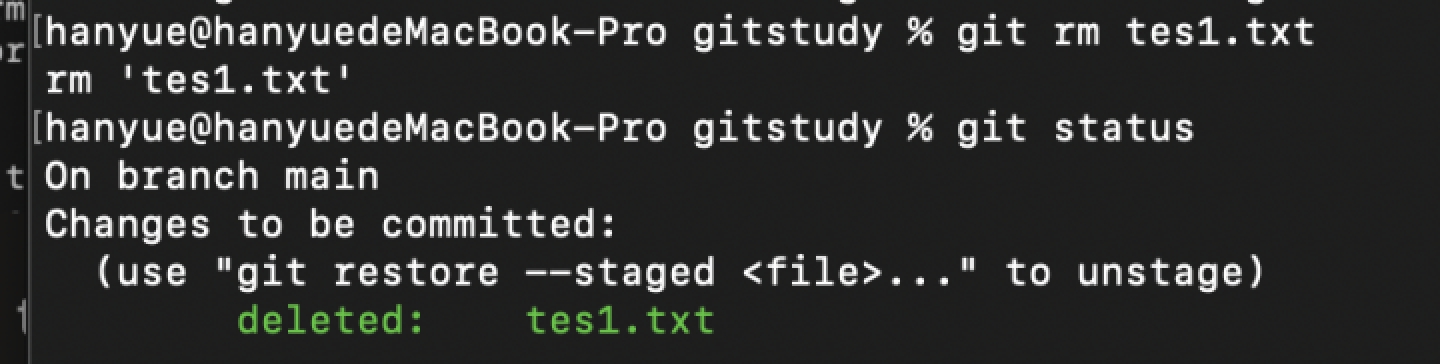 [hanyue@hanyuedeMacBook-Pro gitstudy % git rm tes1.txt
rm 'tes1.txt'
[hanyue@hanyuedeMacBook-Pro gitstudy % git status
On branch main
Changes to be committed:
  (use "git restore --staged <file>..." to unstage)
        deleted:    tes1.txt